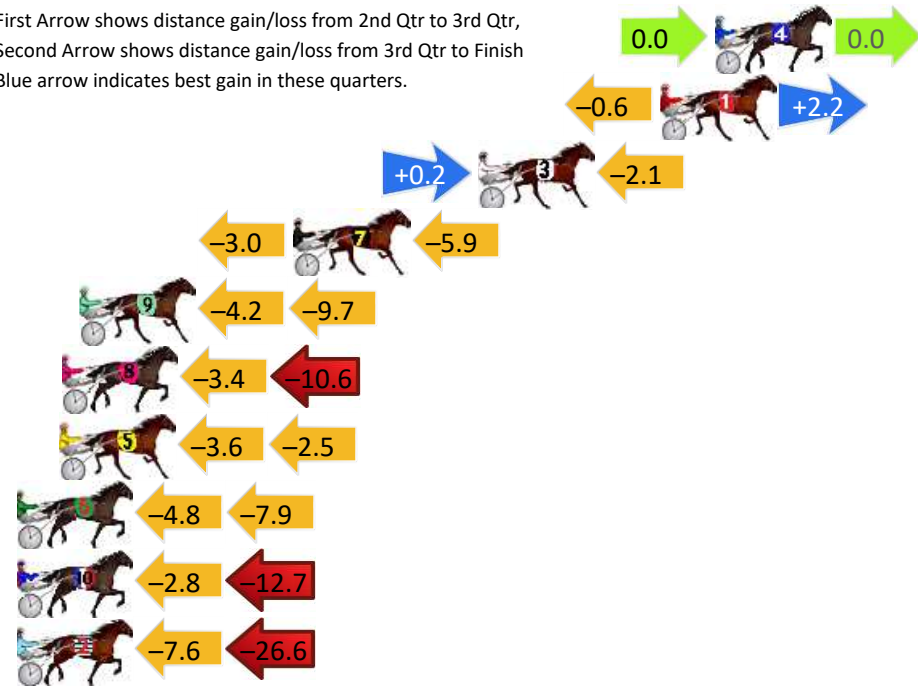 First Arrow shows distance gain/loss from 2nd Qtr to 3rd Qtr,
Second Arrow shows distance gain/loss from 3rd Qtr to Finish
Blue arrow indicates best gain in these quarters.
0.0 4 0.0
–0.6 1 +2.2
+0.2 3 –2.1
–3.0 7 –5.9
9 –4.2 –9.7
8 –3.4 –10.6
5 –3.6 –2.5
6 –4.8 –7.9
10 –2.8 –12.7
–7.6 –26.6